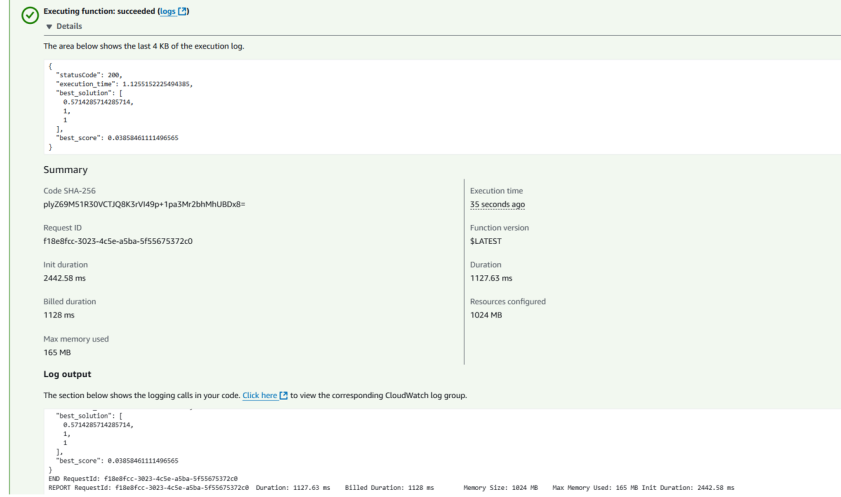 Executing function: succeeded (logs)
Details
The area below shows the last 4 KB of the execution log.
{
"statusCode": 200,
"execution_time": 1.1255152225494385,
"best_solution": [
0.5714285714285714,
1,
1
],
"best_score": 0.03858461111496565
}
Summary
Code SHA-256
plyZ69M51R30VCTJQ8K3rVI49p+1pa3Mr2bhMhUBDx8=
Execution time
35 seconds ago
Request ID
f18e8fcc-3023-4c5e-a5ba-5f55675372c0
Function version
$LATEST
Init duration
2442.58 ms
Duration
1127.63 ms
Billed duration
1128 ms
Resources configured
1024 MB
Max memory used
165 MB
Log output
The section below shows the logging calls in your code. Click here to view the corresponding CloudWatch log group.
"best_solution": [
0.5714285714285714,
1,
1
],
"best_score": 0.03858461111496565
}
END RequestId: f18e8fcc-3023-4c5e-a5ba-5f55675372c0
REPORT RequestId: f18e8fcc-3023-4c5e-a5ba-5f55675372c0 Duration: 1127.63 ms Billed Duration: 1128 ms Memory Size: 1024 MB Max Memory Used: 165 MB Init Duration: 2442.58 ms